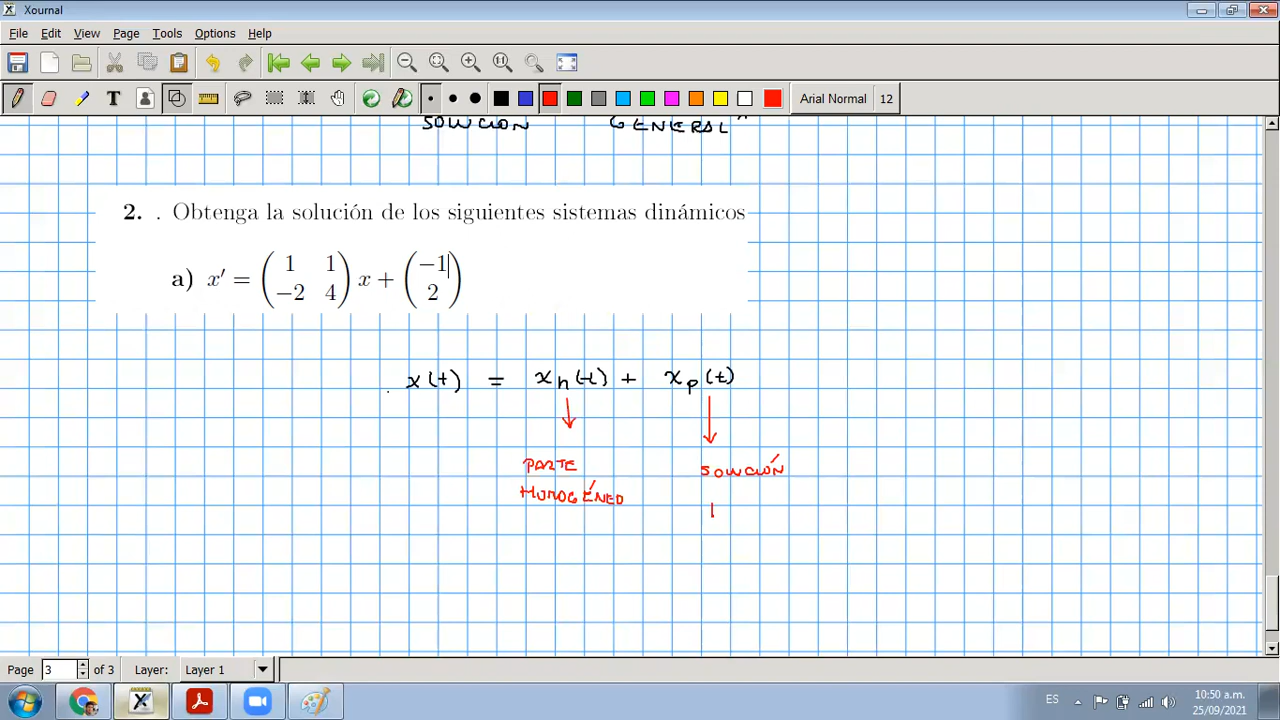 Xournal
File Edit View Page Tools Options Help
Arial Normal 12
SOLUCIÓN GENERAL"
2. . Obtenga la solución de los siguientes sistemas dinámicos
a) x′ = ( 1 1 ) x + ( −1 )
( −2 4 ) ( 2 )
x(t) = xh(t) + xp(t)
PARTE
HOMOGÉNEO
SOLUCIÓN
Page 3 of 3 Layer: Layer 1
ES 10:50 a.m.
25/09/2021